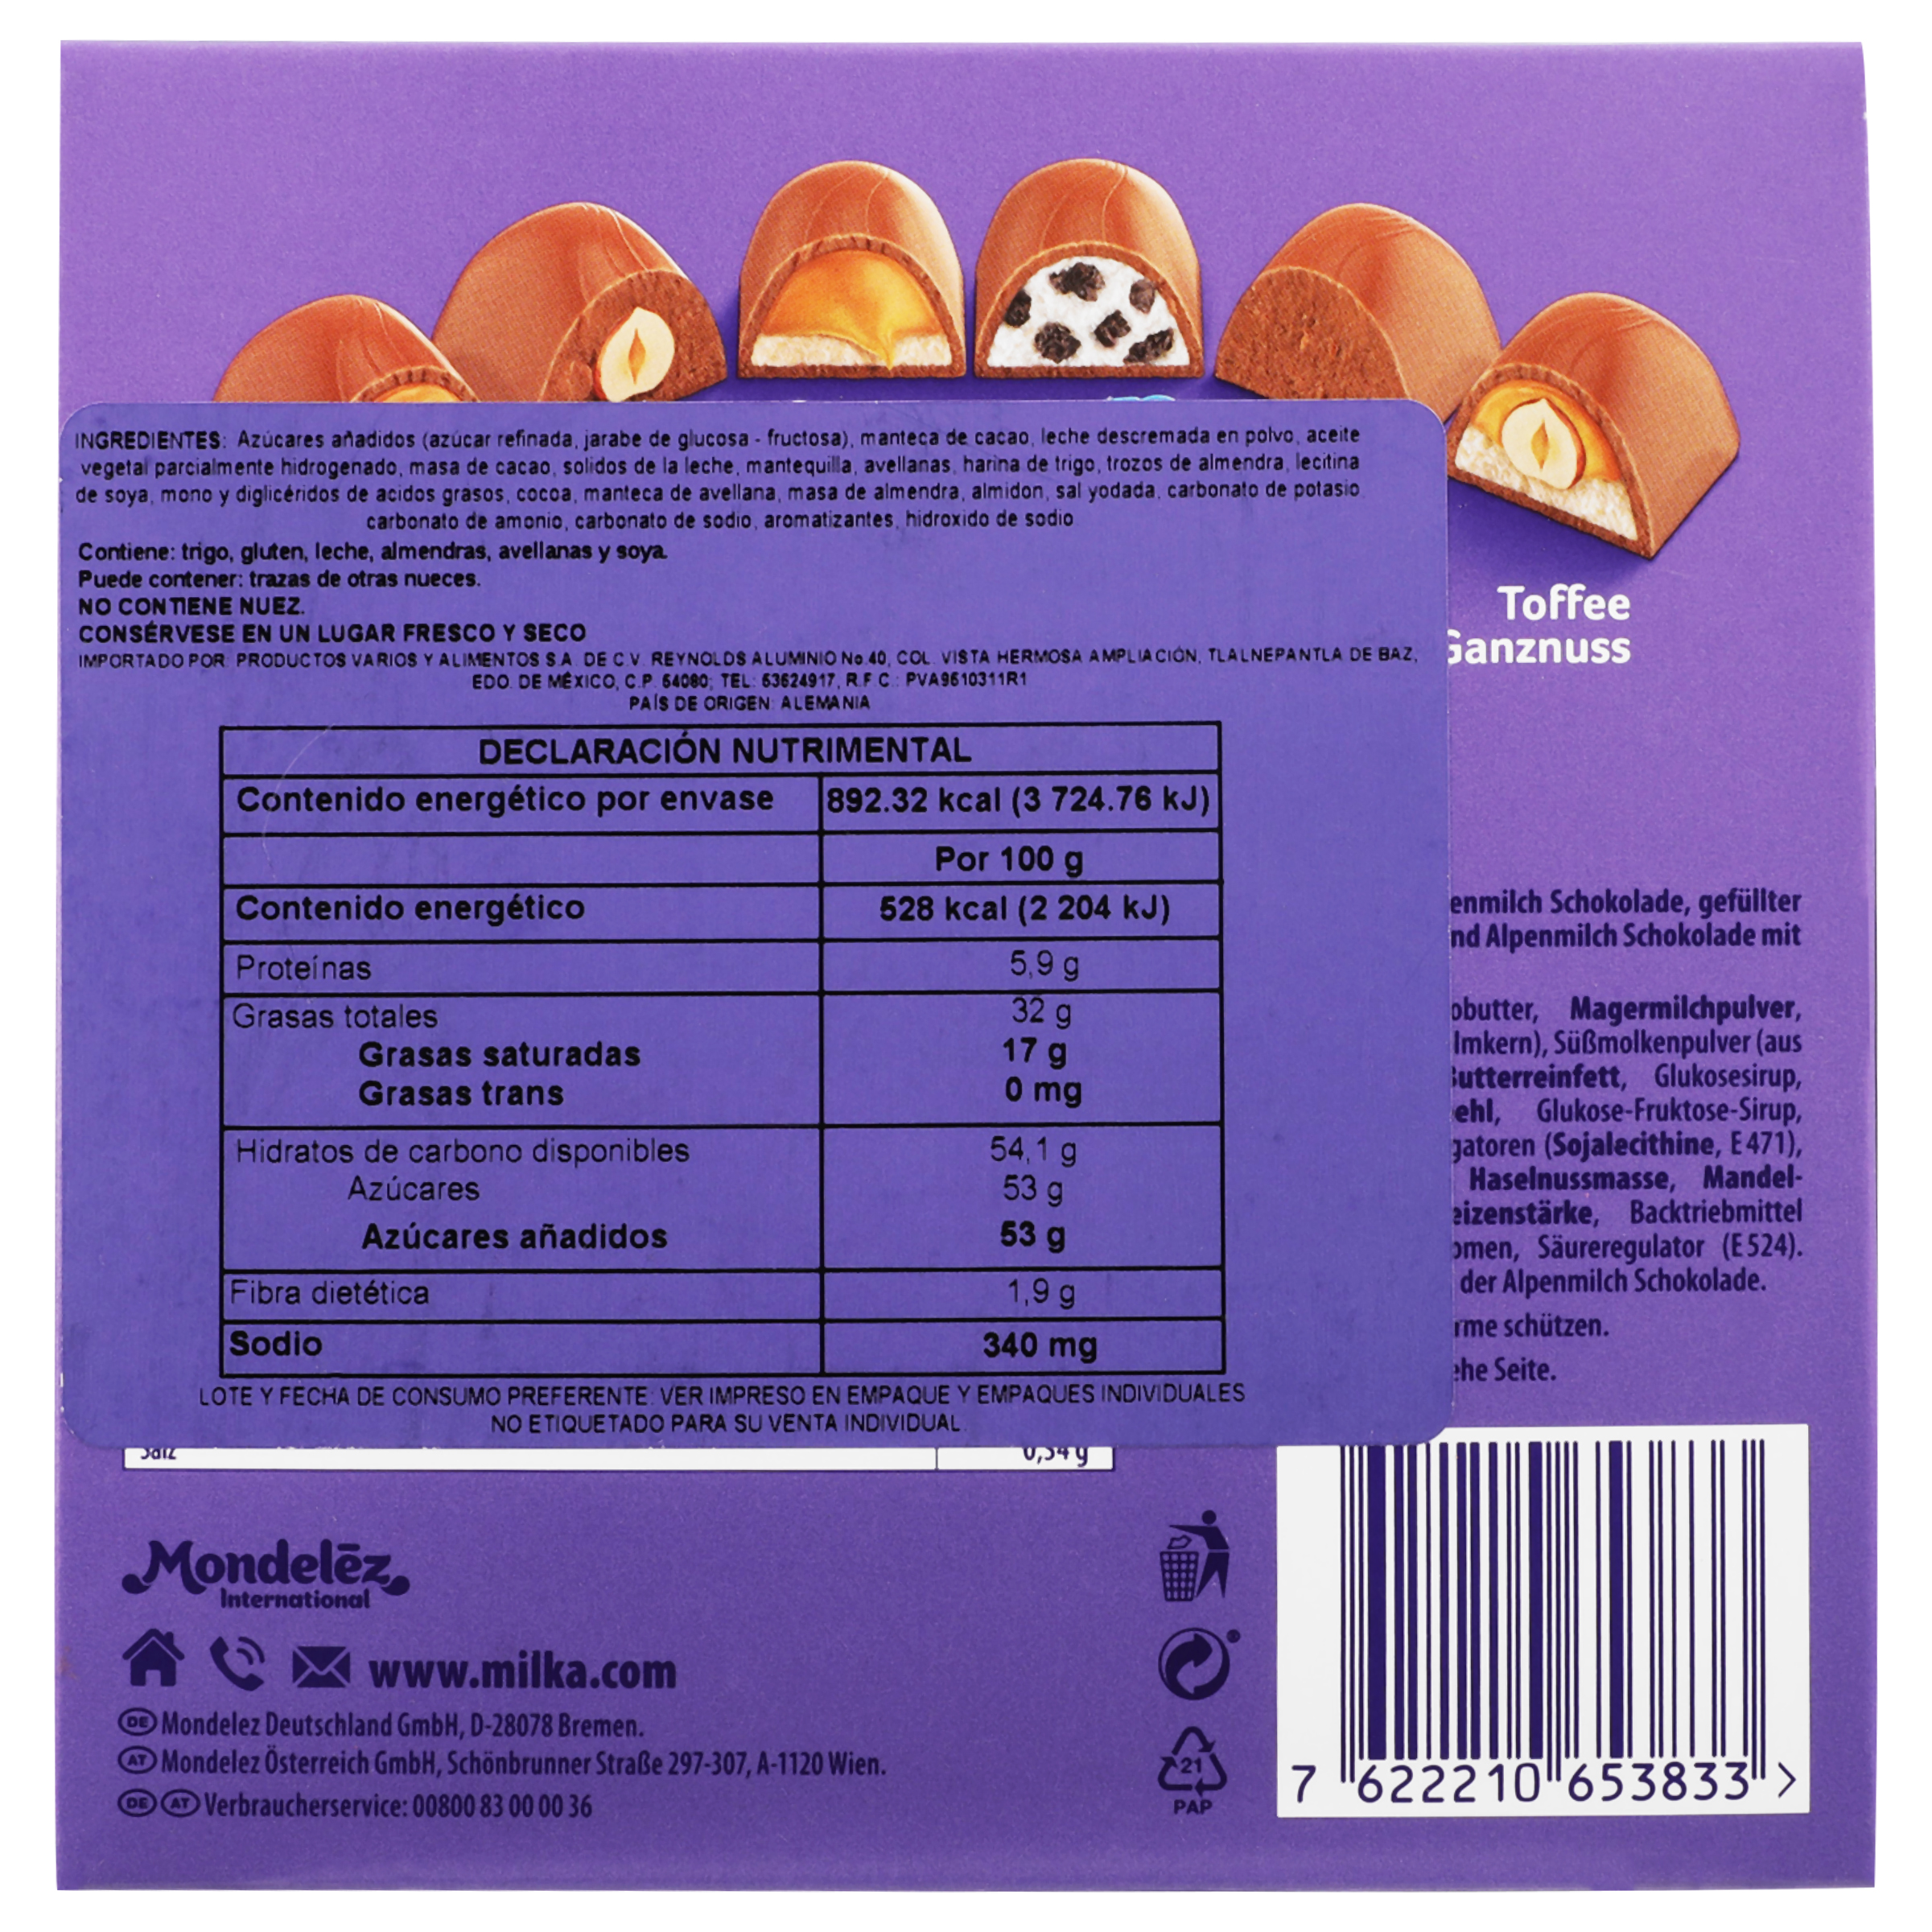 INGREDIENTES: Azúcares añadidos (azúcar refinada, jarabe de glucosa - fructosa), manteca de cacao, leche descremada en polvo, aceite
vegetal parcialmente hidrogenado, masa de cacao, solidos de la leche, mantequilla, avellanas, harina de trigo, trozos de almendra, lecitina
de soya, mono y diglicéridos de acidos grasos, cocoa, manteca de avellana, masa de almendra, almidon, sal yodada, carbonato de potasio
carbonato de amonio, carbonato de sodio, aromatizantes, hidroxido de sodio
Contiene: trigo, gluten, leche, almendras, avellanas y soya.
Puede contener: trazas de otras nueces.
NO CONTIENE NUEZ.
CONSÉRVESE EN UN LUGAR FRESCO Y SECO
IMPORTADO POR: PRODUCTOS VARIOS Y ALIMENTOS S.A. DE C.V. REYNOLDS ALUMINIO No.40, COL. VISTA HERMOSA AMPLIACIÓN, TLALNEPANTLA DE BAZ,
EDO. DE MÉXICO, C.P. 54080; TEL: 53624917, R.F.C.: PVA9610311R1
PAÍS DE ORIGEN: ALEMANIA
DECLARACIÓN NUTRIMENTAL
Contenido energético por envase 892.32 kcal (3 724.76 kJ)
Por 100 g
Contenido energético 528 kcal (2 204 kJ)
Proteínas 5,9 g
Grasas totales 32 g
Grasas saturadas 17 g
Grasas trans 0 mg
Hidratos de carbono disponibles 54,1 g
Azúcares 53 g
Azúcares añadidos 53 g
Fibra dietética 1,9 g
Sodio 340 mg
LOTE Y FECHA DE CONSUMO PREFERENTE: VER IMPRESO EN EMPAQUE Y EMPAQUES INDIVIDUALES
NO ETIQUETADO PARA SU VENTA INDIVIDUAL.
Toffee
Ganznuss
enmilch Schokolade, gefüllter
nd Alpenmilch Schokolade mit
obutter, Magermilchpulver,
lmkern), Süßmolkenpulver (aus
utterreinfett, Glukosesirup,
ehl, Glukose-Fruktose-Sirup,
gatoren (Sojalecithine, E 471),
Haselnussmasse, Mandel-
eizenstärke, Backtriebmittel
omen, Säureregulator (E 524).
der Alpenmilch Schokolade.
rme schützen.
ehe Seite.
Salz 0,34 g
Mondelēz
International
www.milka.com
DE Mondelez Deutschland GmbH, D-28078 Bremen.
AT Mondelez Österreich GmbH, Schönbrunner Straße 297-307, A-1120 Wien.
DE AT Verbraucherservice: 00800 83 00 00 36
21
PAP
7 622210 653833 >